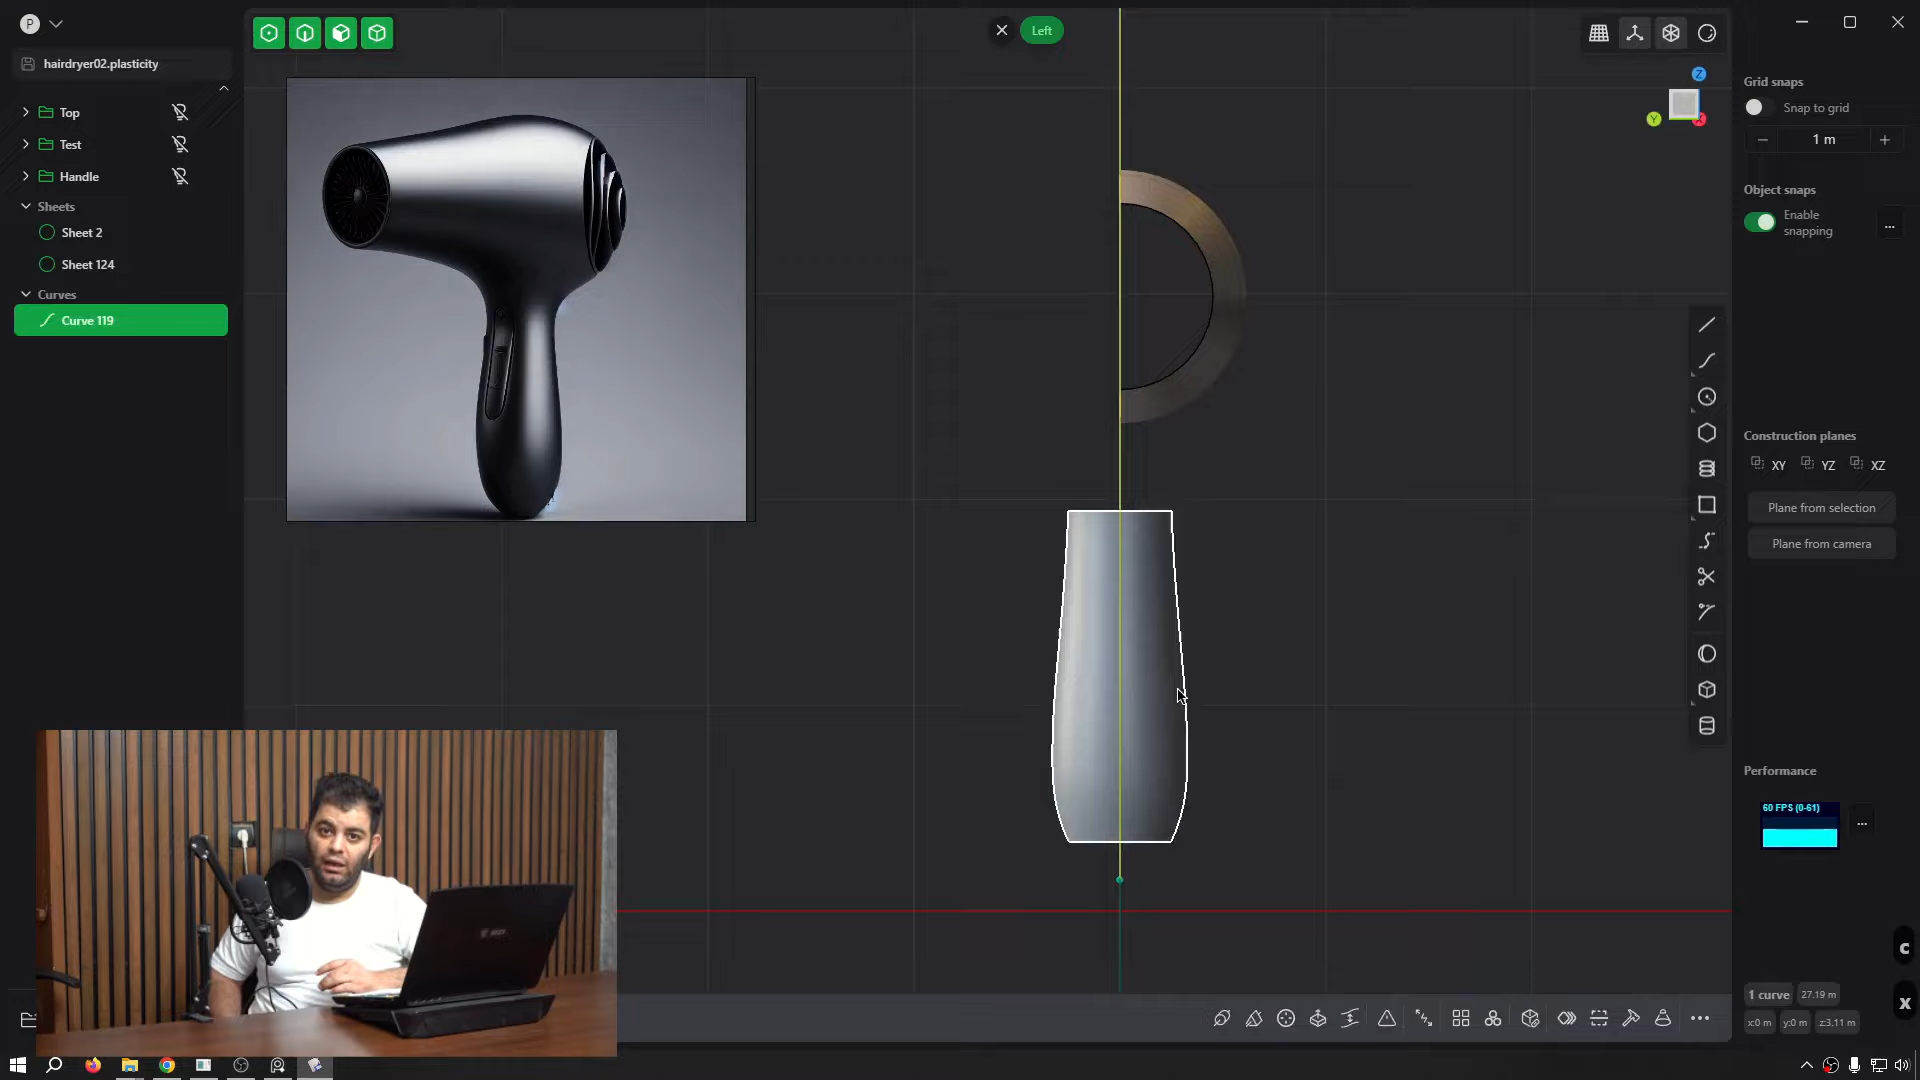 P
hairdryer02.plasticity
Top
Test
Handle
Sheets
Sheet 2
Sheet 124
Curves
Curve 119
Left
Z
Y
X
Grid snaps
Snap to grid
1 m
Object snaps
Enable
snapping
...
Construction planes
XY
YZ
XZ
Plane from selection
Plane from camera
Performance
60 FPS (0-61)
...
C
1 curve
27.19 m
X
x:0 m
y:0 m
z:3.11 m
acer